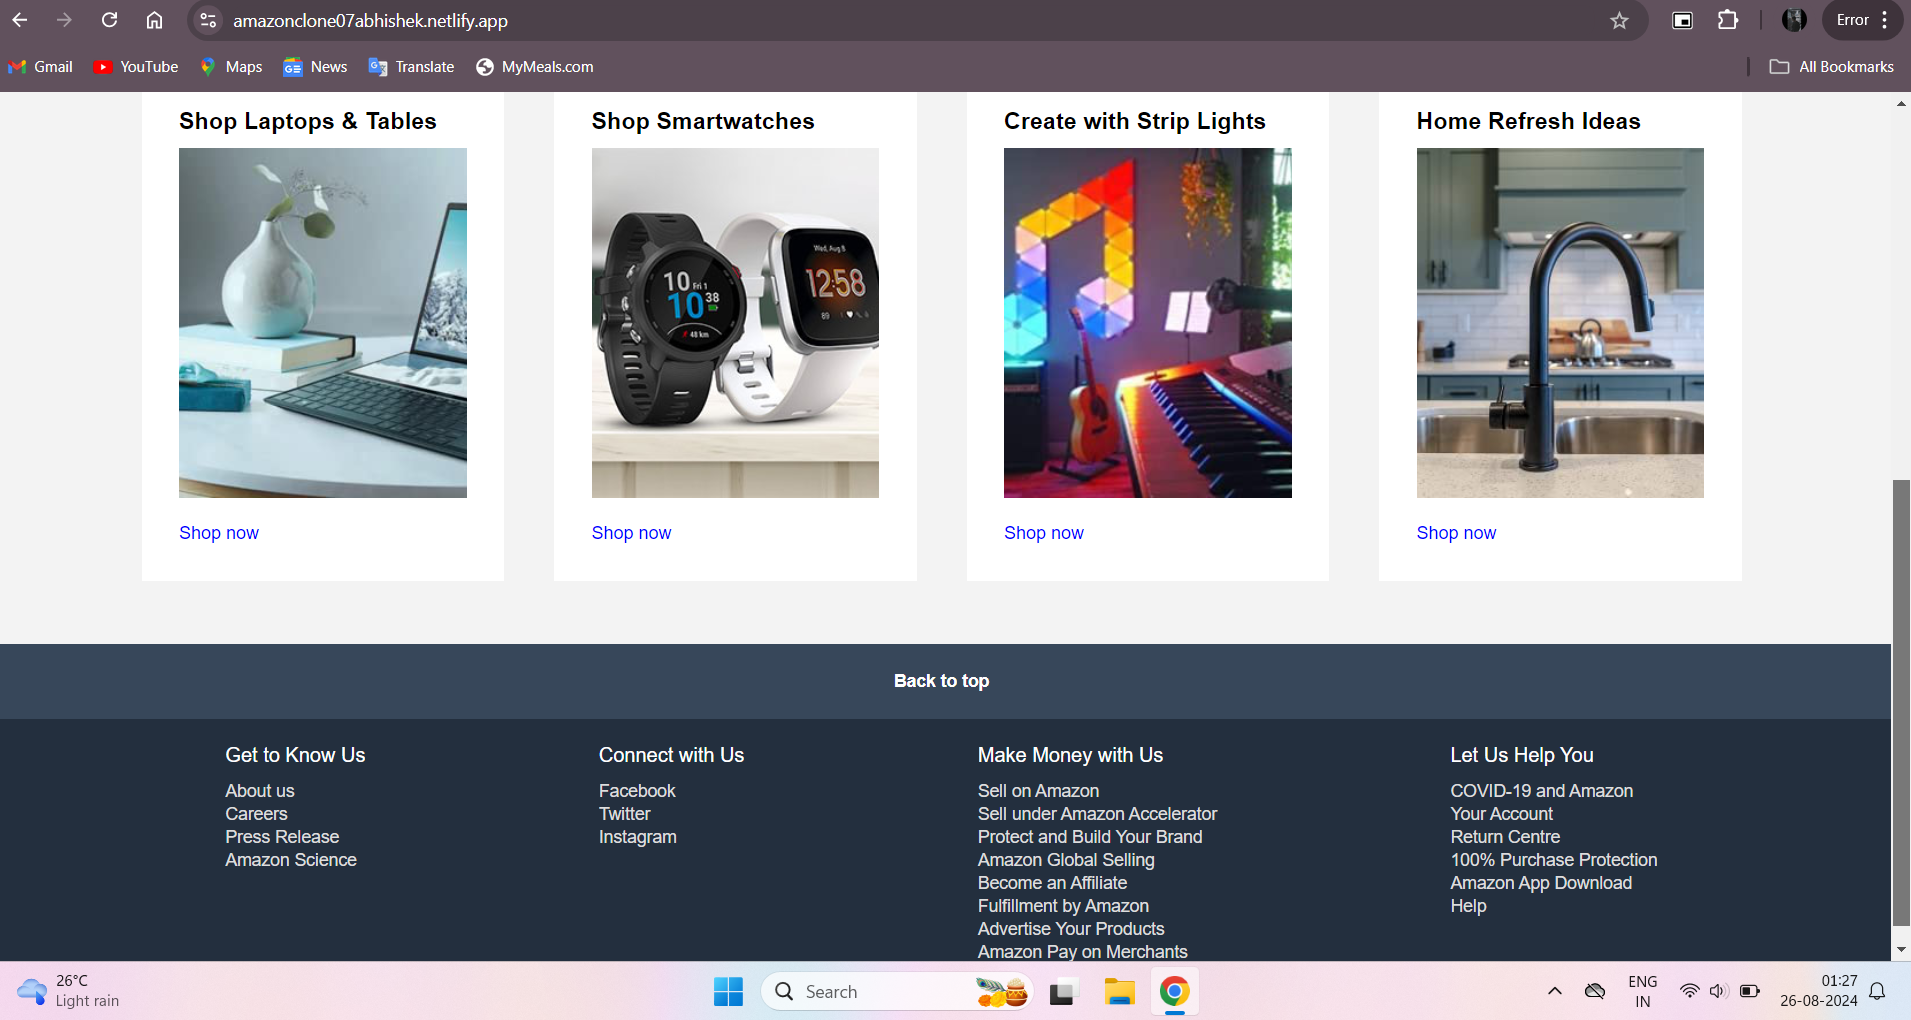 amazonclone07abhishek.netlify.app
Error
Gmail
YouTube
Maps
News
Translate
MyMeals.com
All Bookmarks
Shop Laptops & Tables
Shop Smartwatches
Create with Strip Lights
Home Refresh Ideas
10 Fri 1
10 38
48 km
Wed, Aug 8
12:58
89
Shop now
Shop now
Shop now
Shop now
Back to top
Get to Know Us
About us
Careers
Press Release
Amazon Science
Connect with Us
Facebook
Twitter
Instagram
Make Money with Us
Sell on Amazon
Sell under Amazon Accelerator
Protect and Build Your Brand
Amazon Global Selling
Become an Affiliate
Fulfillment by Amazon
Advertise Your Products
Amazon Pay on Merchants
Let Us Help You
COVID-19 and Amazon
Your Account
Return Centre
100% Purchase Protection
Amazon App Download
Help
26°C
Light rain
Search
ENG
IN
01:27
26-08-2024